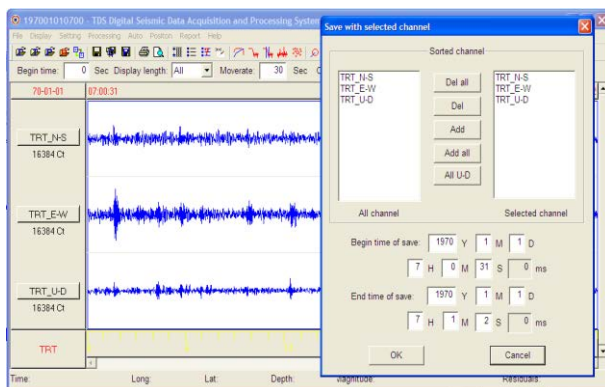 197001010700 - TDS Digital Seismic Data Acquisition and Processing System
File Display Setting Processing Auto Position Report Help
Begin time: 0 Sec Display length: All Moverate: 30 Sec
70-01-01 07:00:31
TRT_N-S
16384 Ct
TRT_E-W
16384 Ct
TRT_U-D
16384 Ct
TRT
Time: Long: Lat: Depth: Magnitude: Residuals:
Save with selected channel
Sorted channel
TRT_N-S
TRT_E-W
TRT_U-D
Del all
Del
Add
Add all
All U-D
TRT_N-S
TRT_E-W
TRT_U-D
All channel Selected channel
Begin time of save: 1970 Y 1 M 1 D
7 H 0 M 31 S 0 ms
End time of save: 1970 Y 1 M 1 D
7 H 1 M 2 S 0 ms
OK Cancel